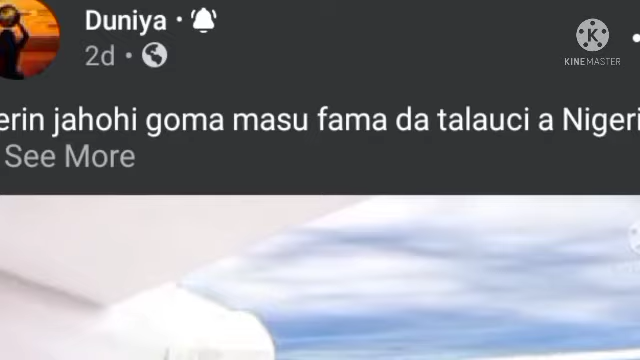 Duniya •
2d •
KINEMASTER
erin jahohi goma masu fama da talauci a Nigeri
See More